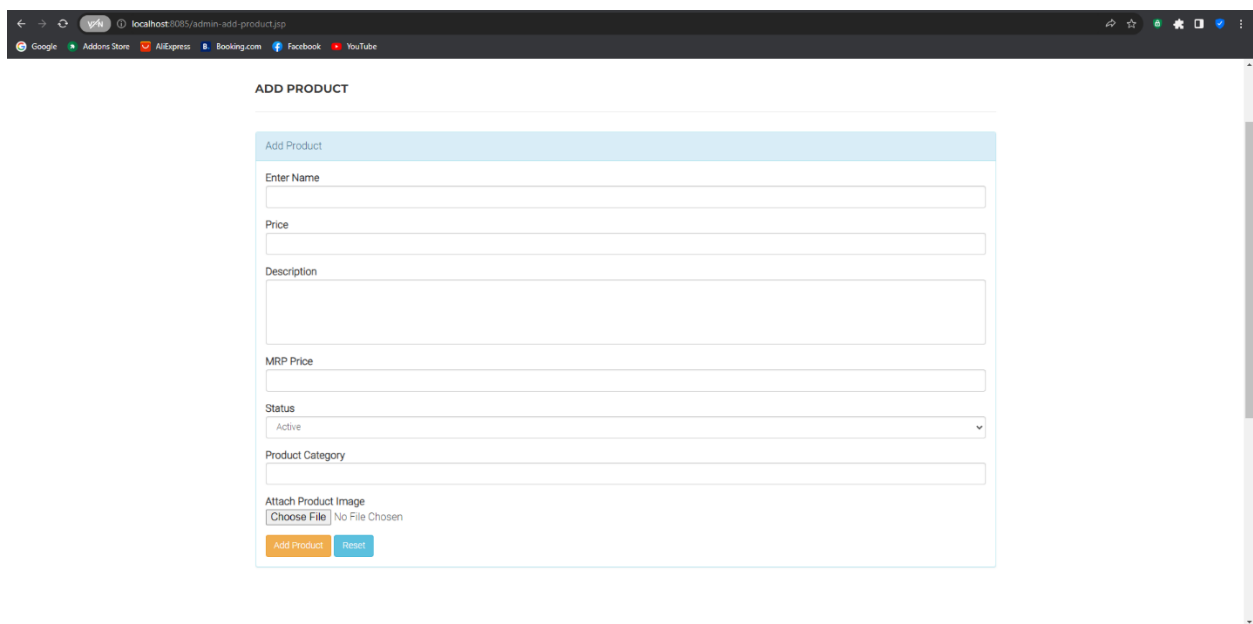 VPN localhost:8085/admin-add-product.jsp
Google Addons Store AliExpress B. Booking.com Facebook YouTube
ADD PRODUCT
Add Product
Enter Name
Price
Description
MRP Price
Status
Active
Product Category
Attach Product Image
Choose File No File Chosen
Add Product Reset